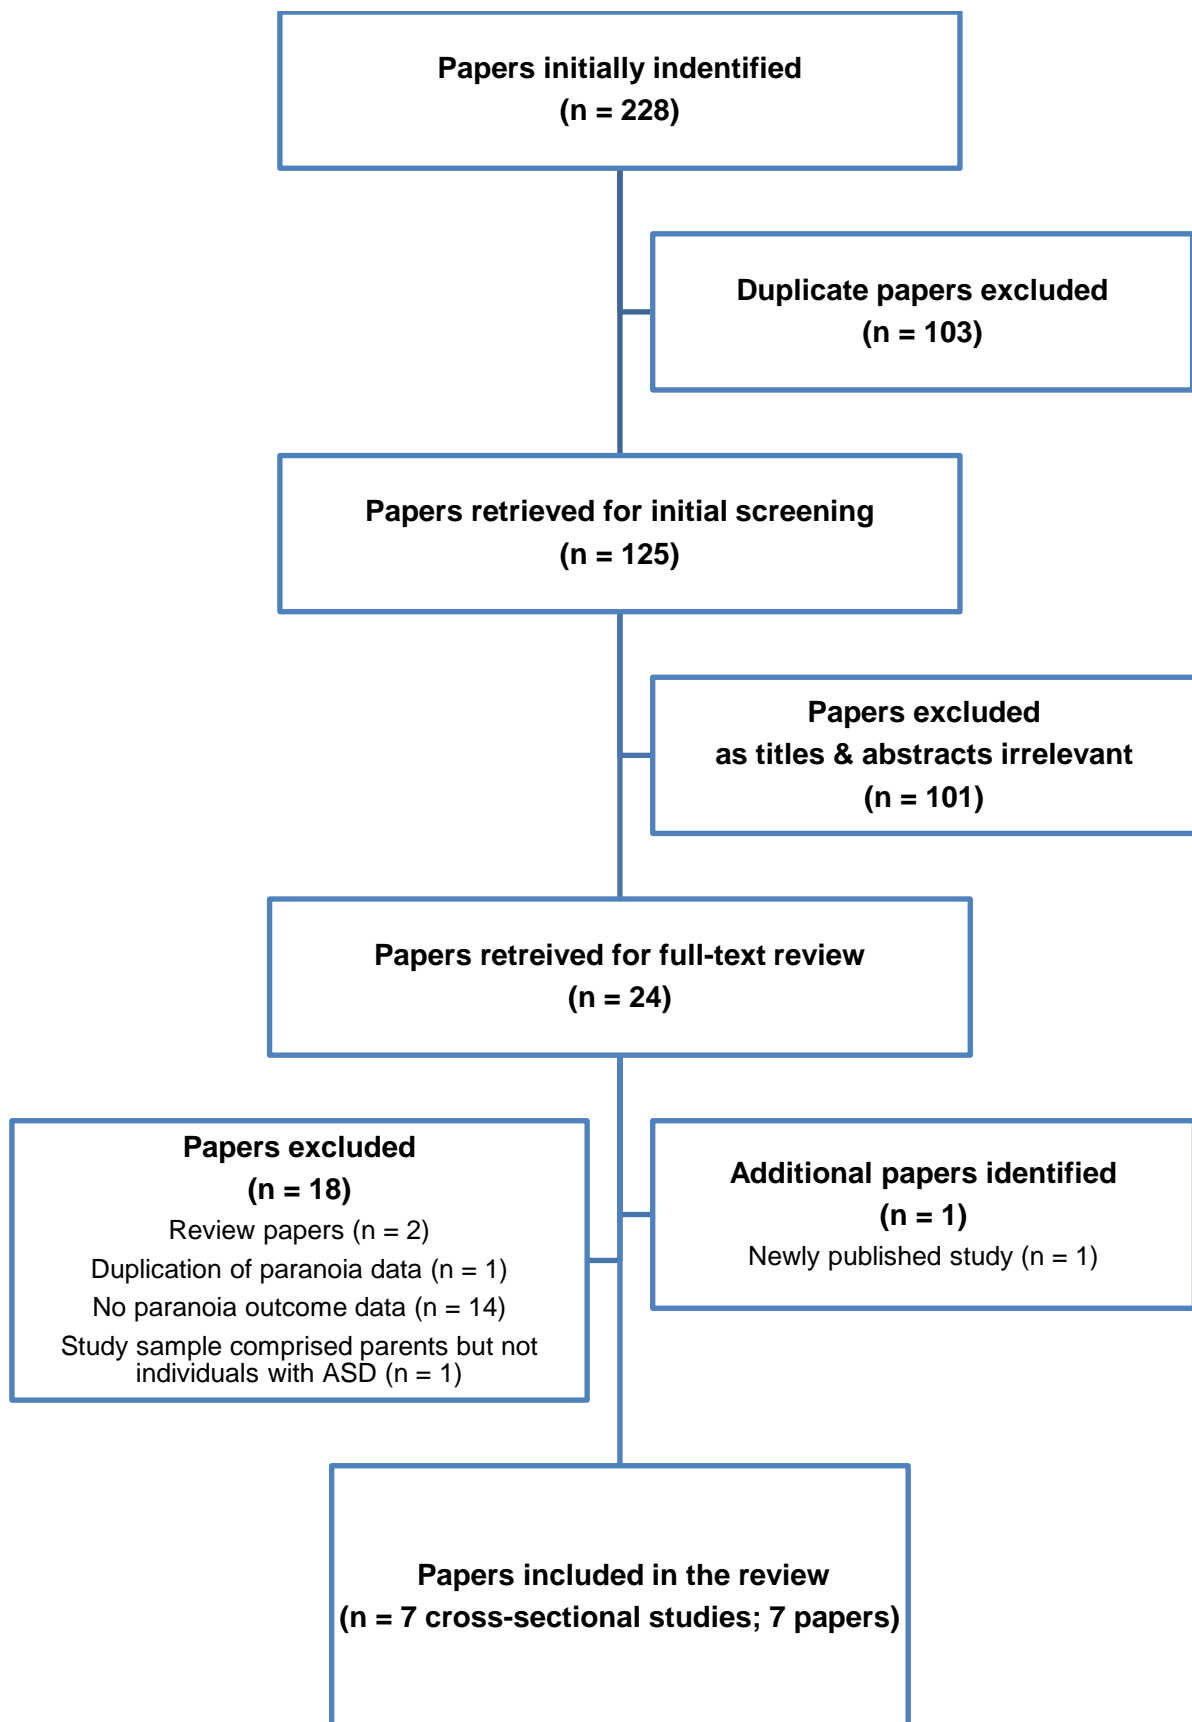 Papers initially indentified
(n = 228)
Duplicate papers excluded
(n = 103)
Papers retrieved for initial screening
(n = 125)
Papers excluded
as titles & abstracts irrelevant
(n = 101)
Papers retreived for full-text review
(n = 24)
Papers excluded
(n = 18)
Review papers (n = 2)
Duplication of paranoia data (n = 1)
No paranoia outcome data (n = 14)
Study sample comprised parents but not
individuals with ASD (n = 1)
Additional papers identified
(n = 1)
Newly published study (n = 1)
Papers included in the review
(n = 7 cross-sectional studies; 7 papers)